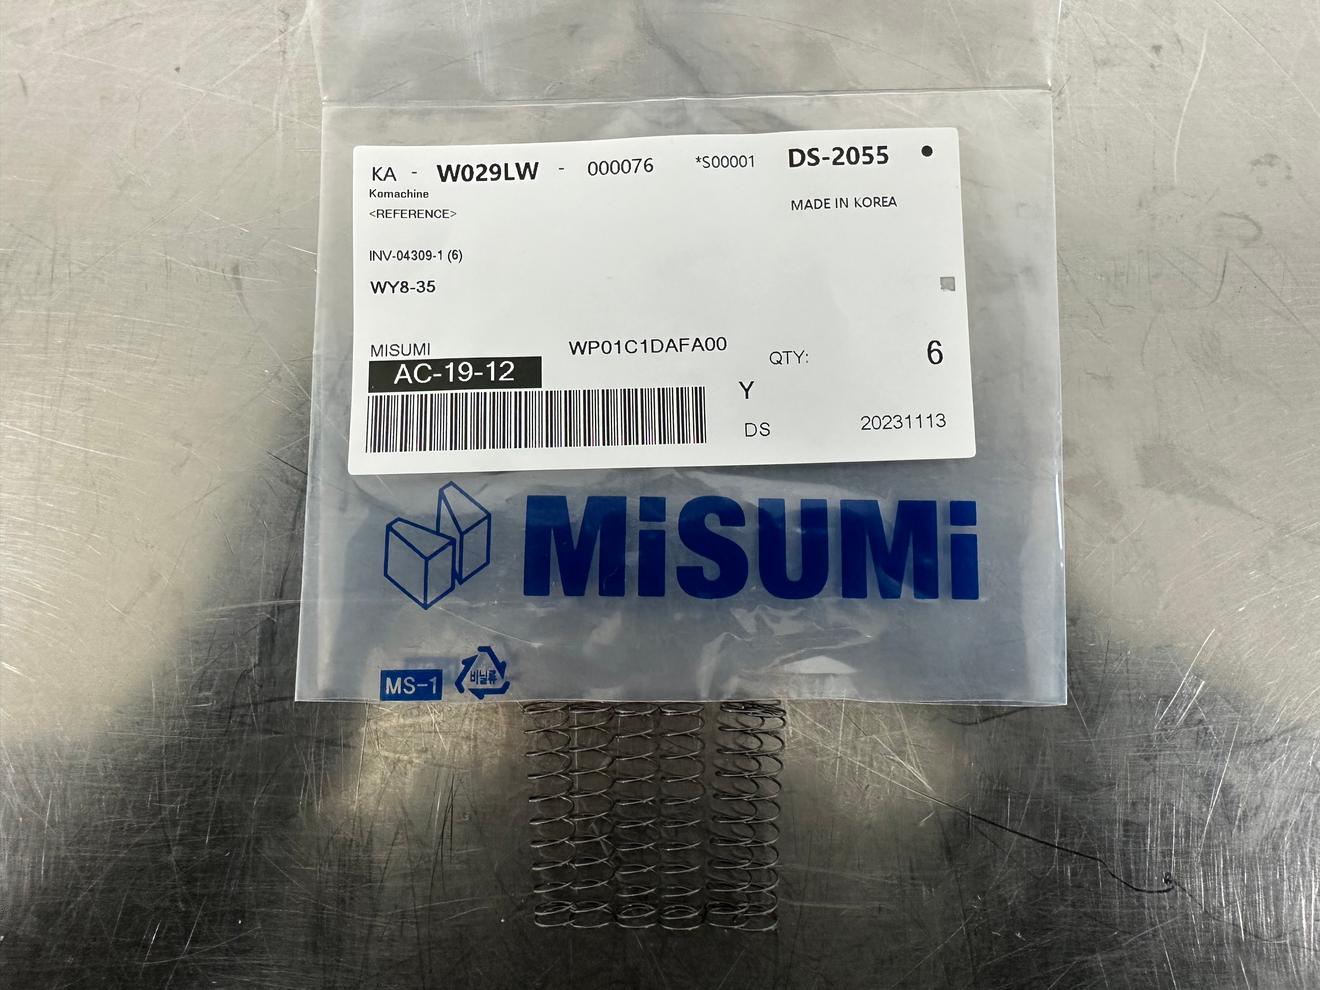 KA - W029LW - 000076 *S00001 DS-2055
Komachine
<REFERENCE>
MADE IN KOREA
INV-04309-1 (6)
WY8-35
MISUMI WP01C1DAFA00 QTY: 6
AC-19-12
Y
DS 20231113
MiSUMi
MS-1 비닐류